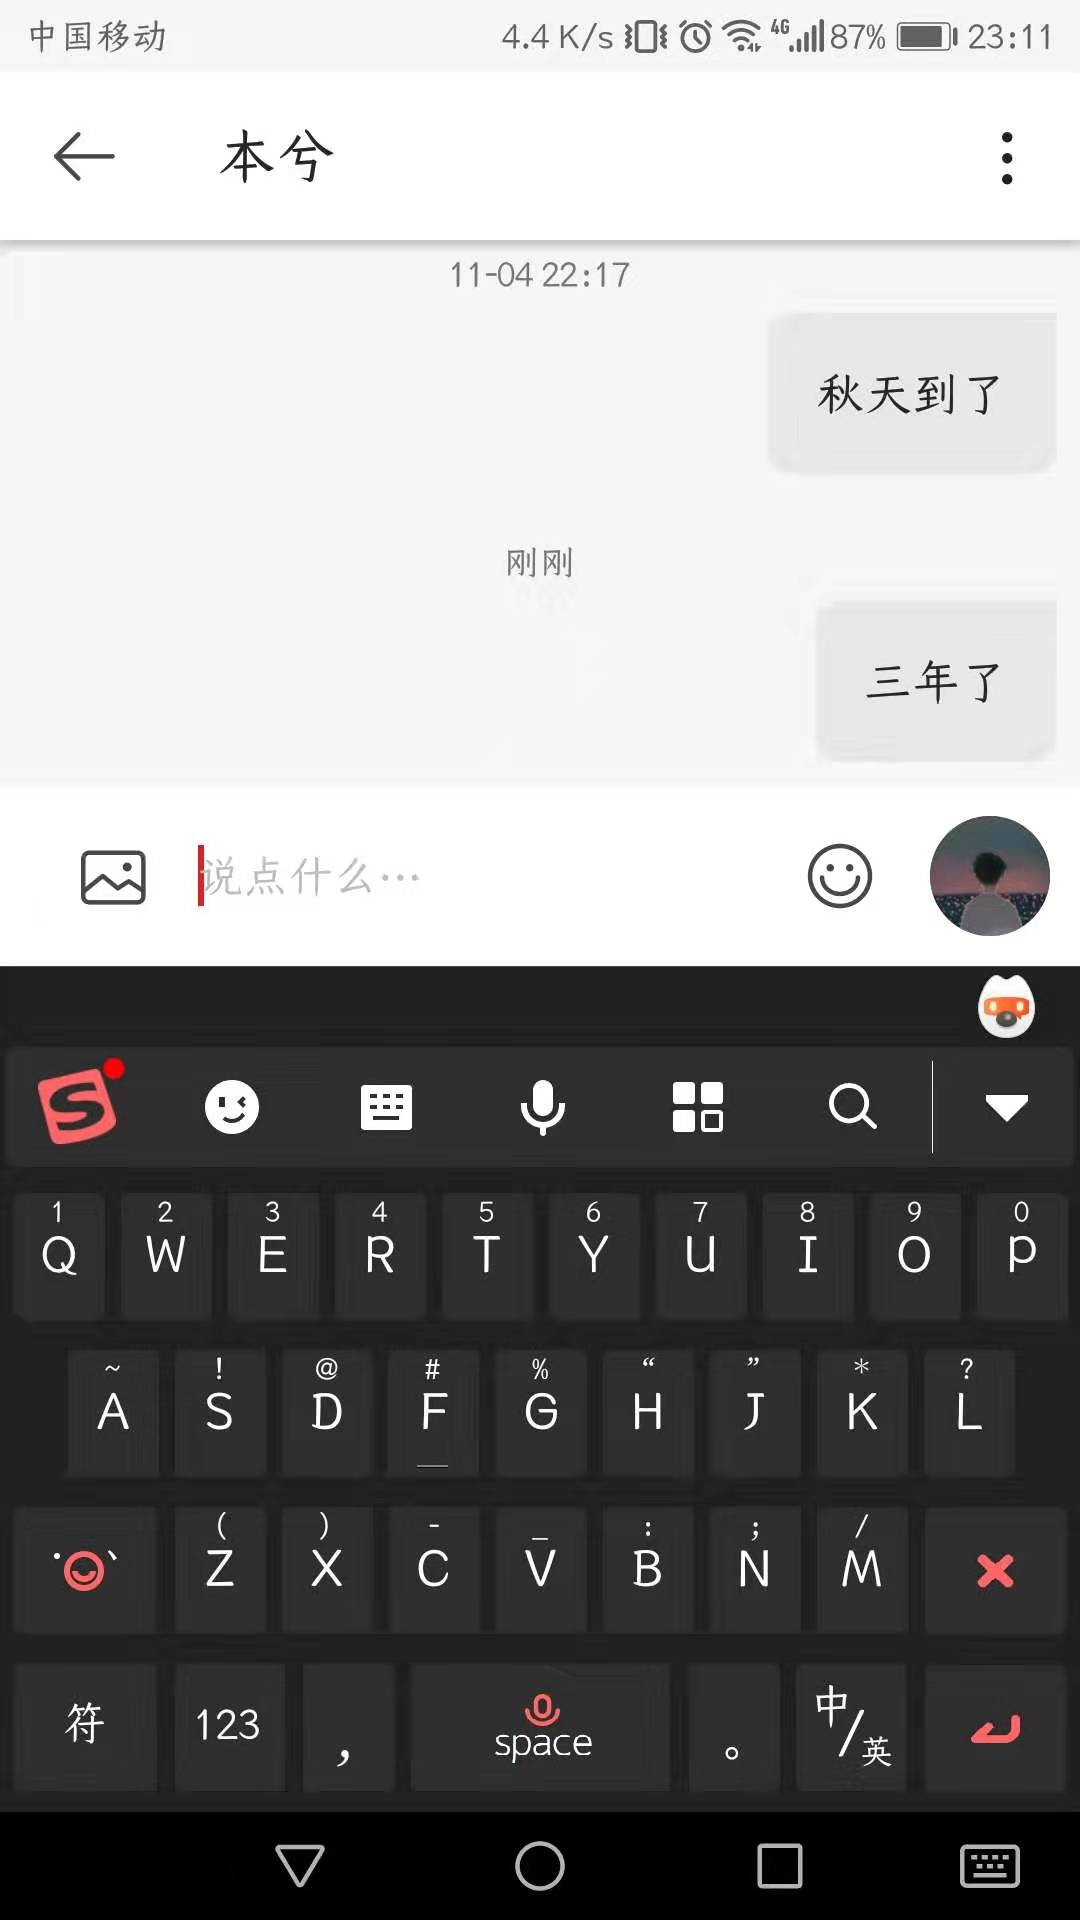 中国移动 4.4 K/s 4G 87% 23:11
本兮
11-04 22:17
秋天到了
刚刚
三年了
说点什么…
S
1 2 3 4 5 6 7 8 9 0
Q W E R T Y U I O P
~ ! @ # % “ ” * ?
A S D F G H J K L
( ) - _ : ; /
Z X C V B N M
符 123 , space 。 中/英